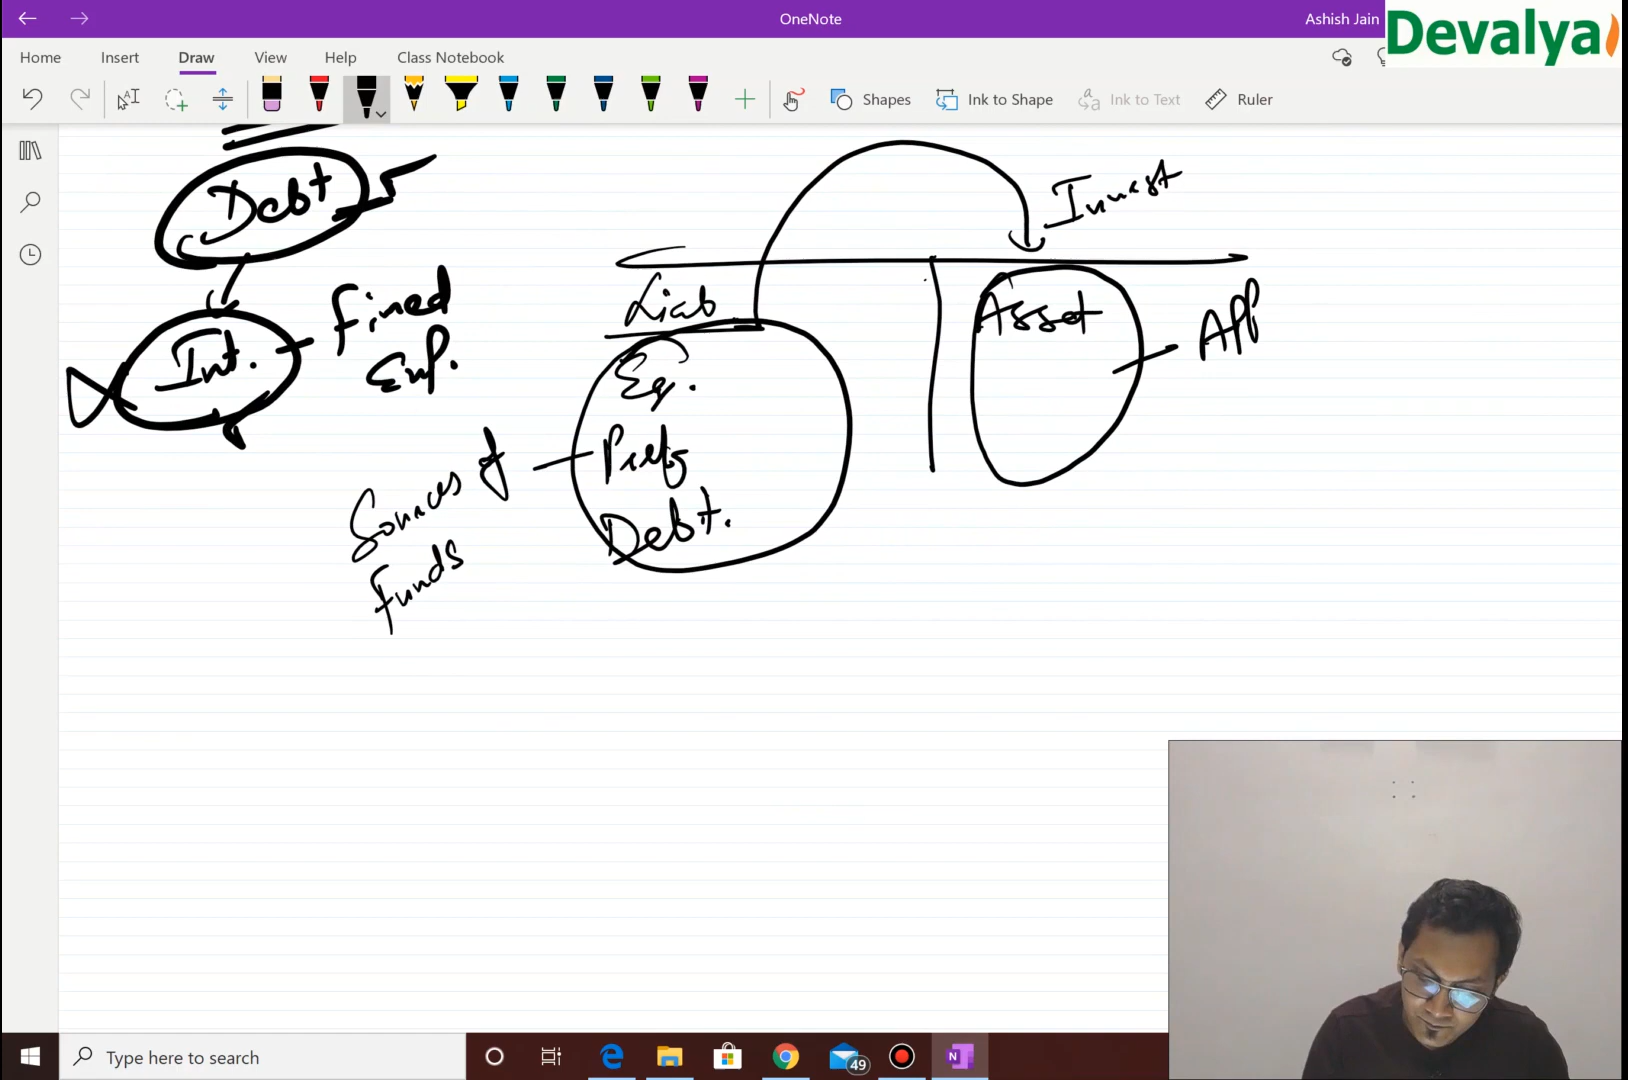 OneNote
Ashish Jain
Devalya
Home
Insert
Draw
View
Help
Class Notebook
Shapes
Ink to Shape
Ink to Text
Ruler
Debt
Int.
Fixed
Exp.
Invest
Liab
Asset
App
Eq.
Pref
Debt.
Sources of
Funds
Type here to search
49